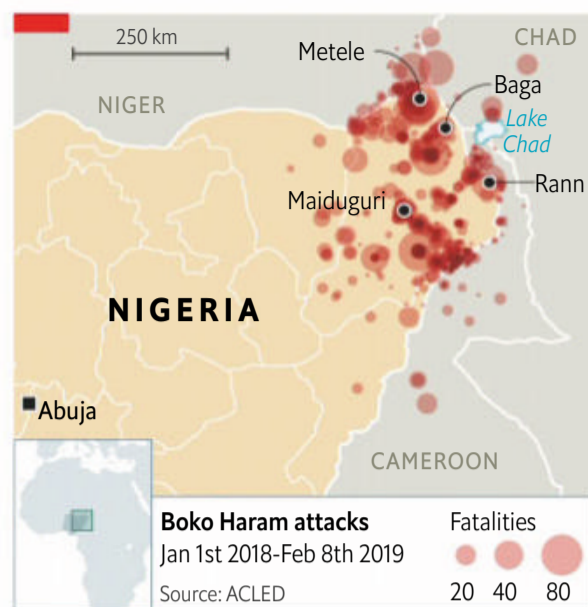 250 km
CHAD
Metele
Baga
NIGER
Lake
Chad
Rann
Maiduguri
NIGERIA
Abuja
CAMEROON
Boko Haram attacks
Jan 1st 2018-Feb 8th 2019
Source: ACLED
Fatalities
20 40 80